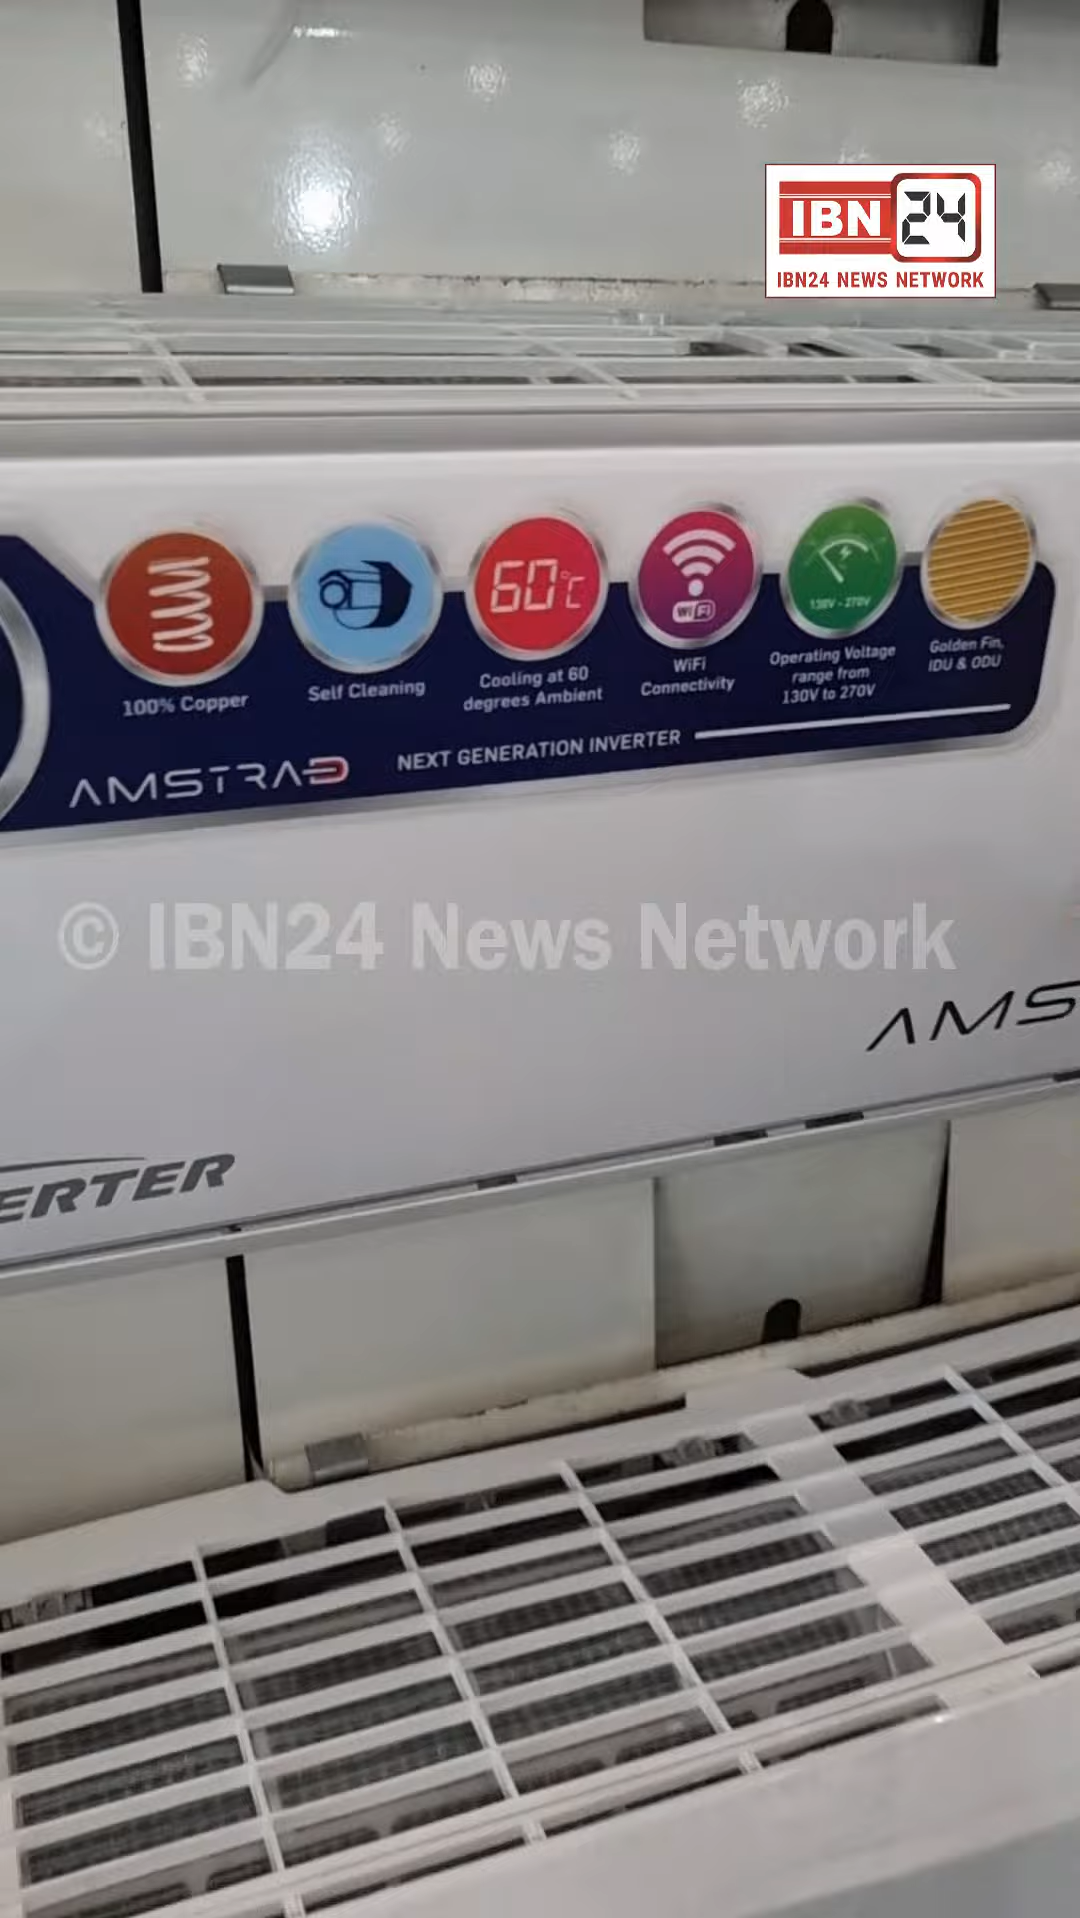 IBN 24
IBN24 NEWS NETWORK
60°C
WiFi
130V - 270V
100% Copper
Self Cleaning
Cooling at 60
degrees Ambient
WiFi
Connectivity
Operating Voltage
range from
130V to 270V
Golden Fin,
IDU & ODU
AMSTRAD
NEXT GENERATION INVERTER
© IBN24 News Network
AMS
ERTER